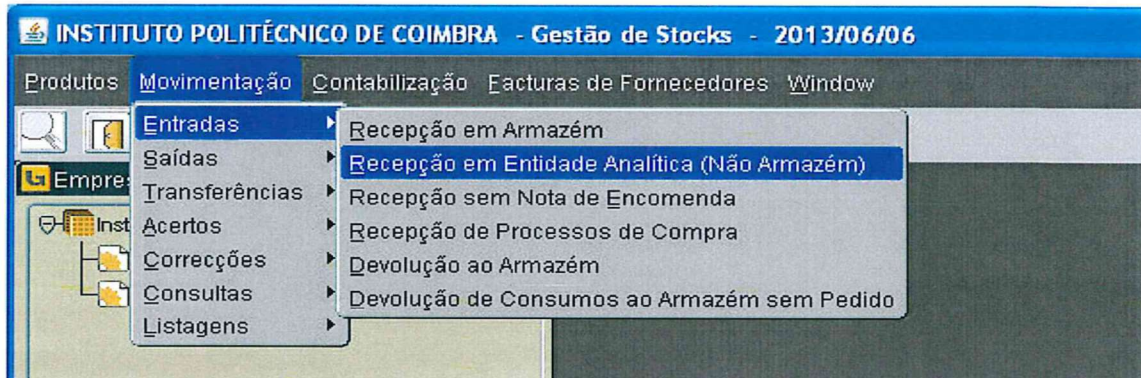 INSTITUTO POLITÉCNICO DE COIMBRA - Gestão de Stocks - 2013/06/06
Produtos Movimentação Contabilização Facturas de Fornecedores Window
Entradas
Saídas
Transferências
Acertos
Correcções
Consultas
Listagens
Recepção em Armazém
Recepção em Entidade Analítica (Não Armazém)
Recepção sem Nota de Encomenda
Recepção de Processos de Compra
Devolução ao Armazém
Devolução de Consumos ao Armazém sem Pedido
Empre
Inst